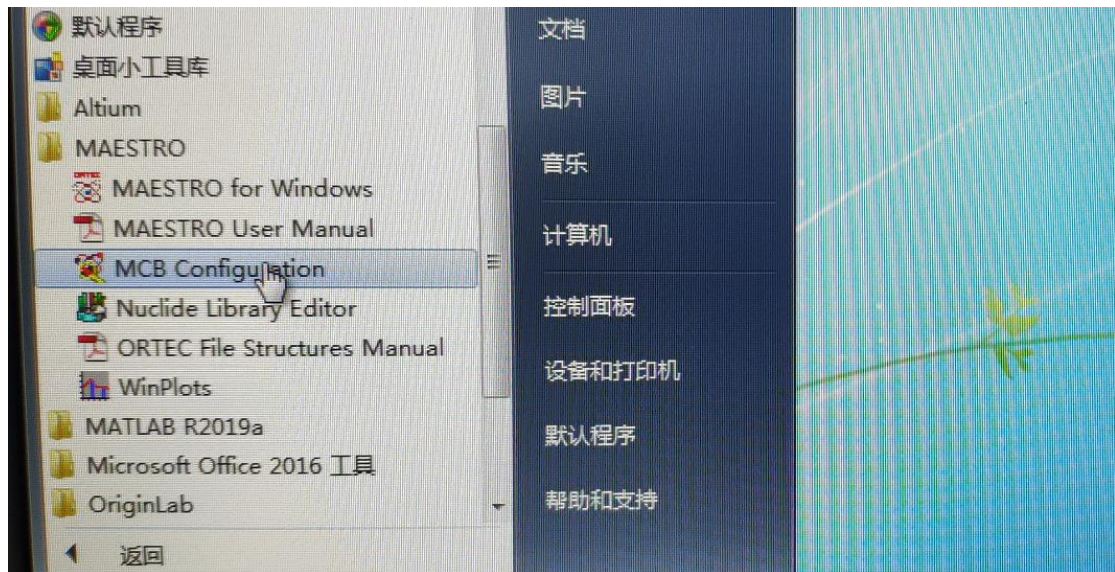 默认程序
桌面小工具库
Altium
MAESTRO
MAESTRO for Windows
MAESTRO User Manual
MCB Configuration
Nuclide Library Editor
ORTEC File Structures Manual
WinPlots
MATLAB R2019a
Microsoft Office 2016 工具
OriginLab
返回
文档
图片
音乐
计算机
控制面板
设备和打印机
默认程序
帮助和支持